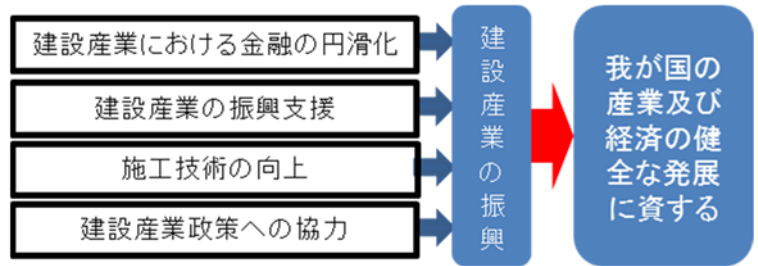 建設産業における金融の円滑化
建設産業の振興支援
施工技術の向上
建設産業政策への協力
建設産業の振興
我が国の
産業及び
経済の健
全な発展
に資する